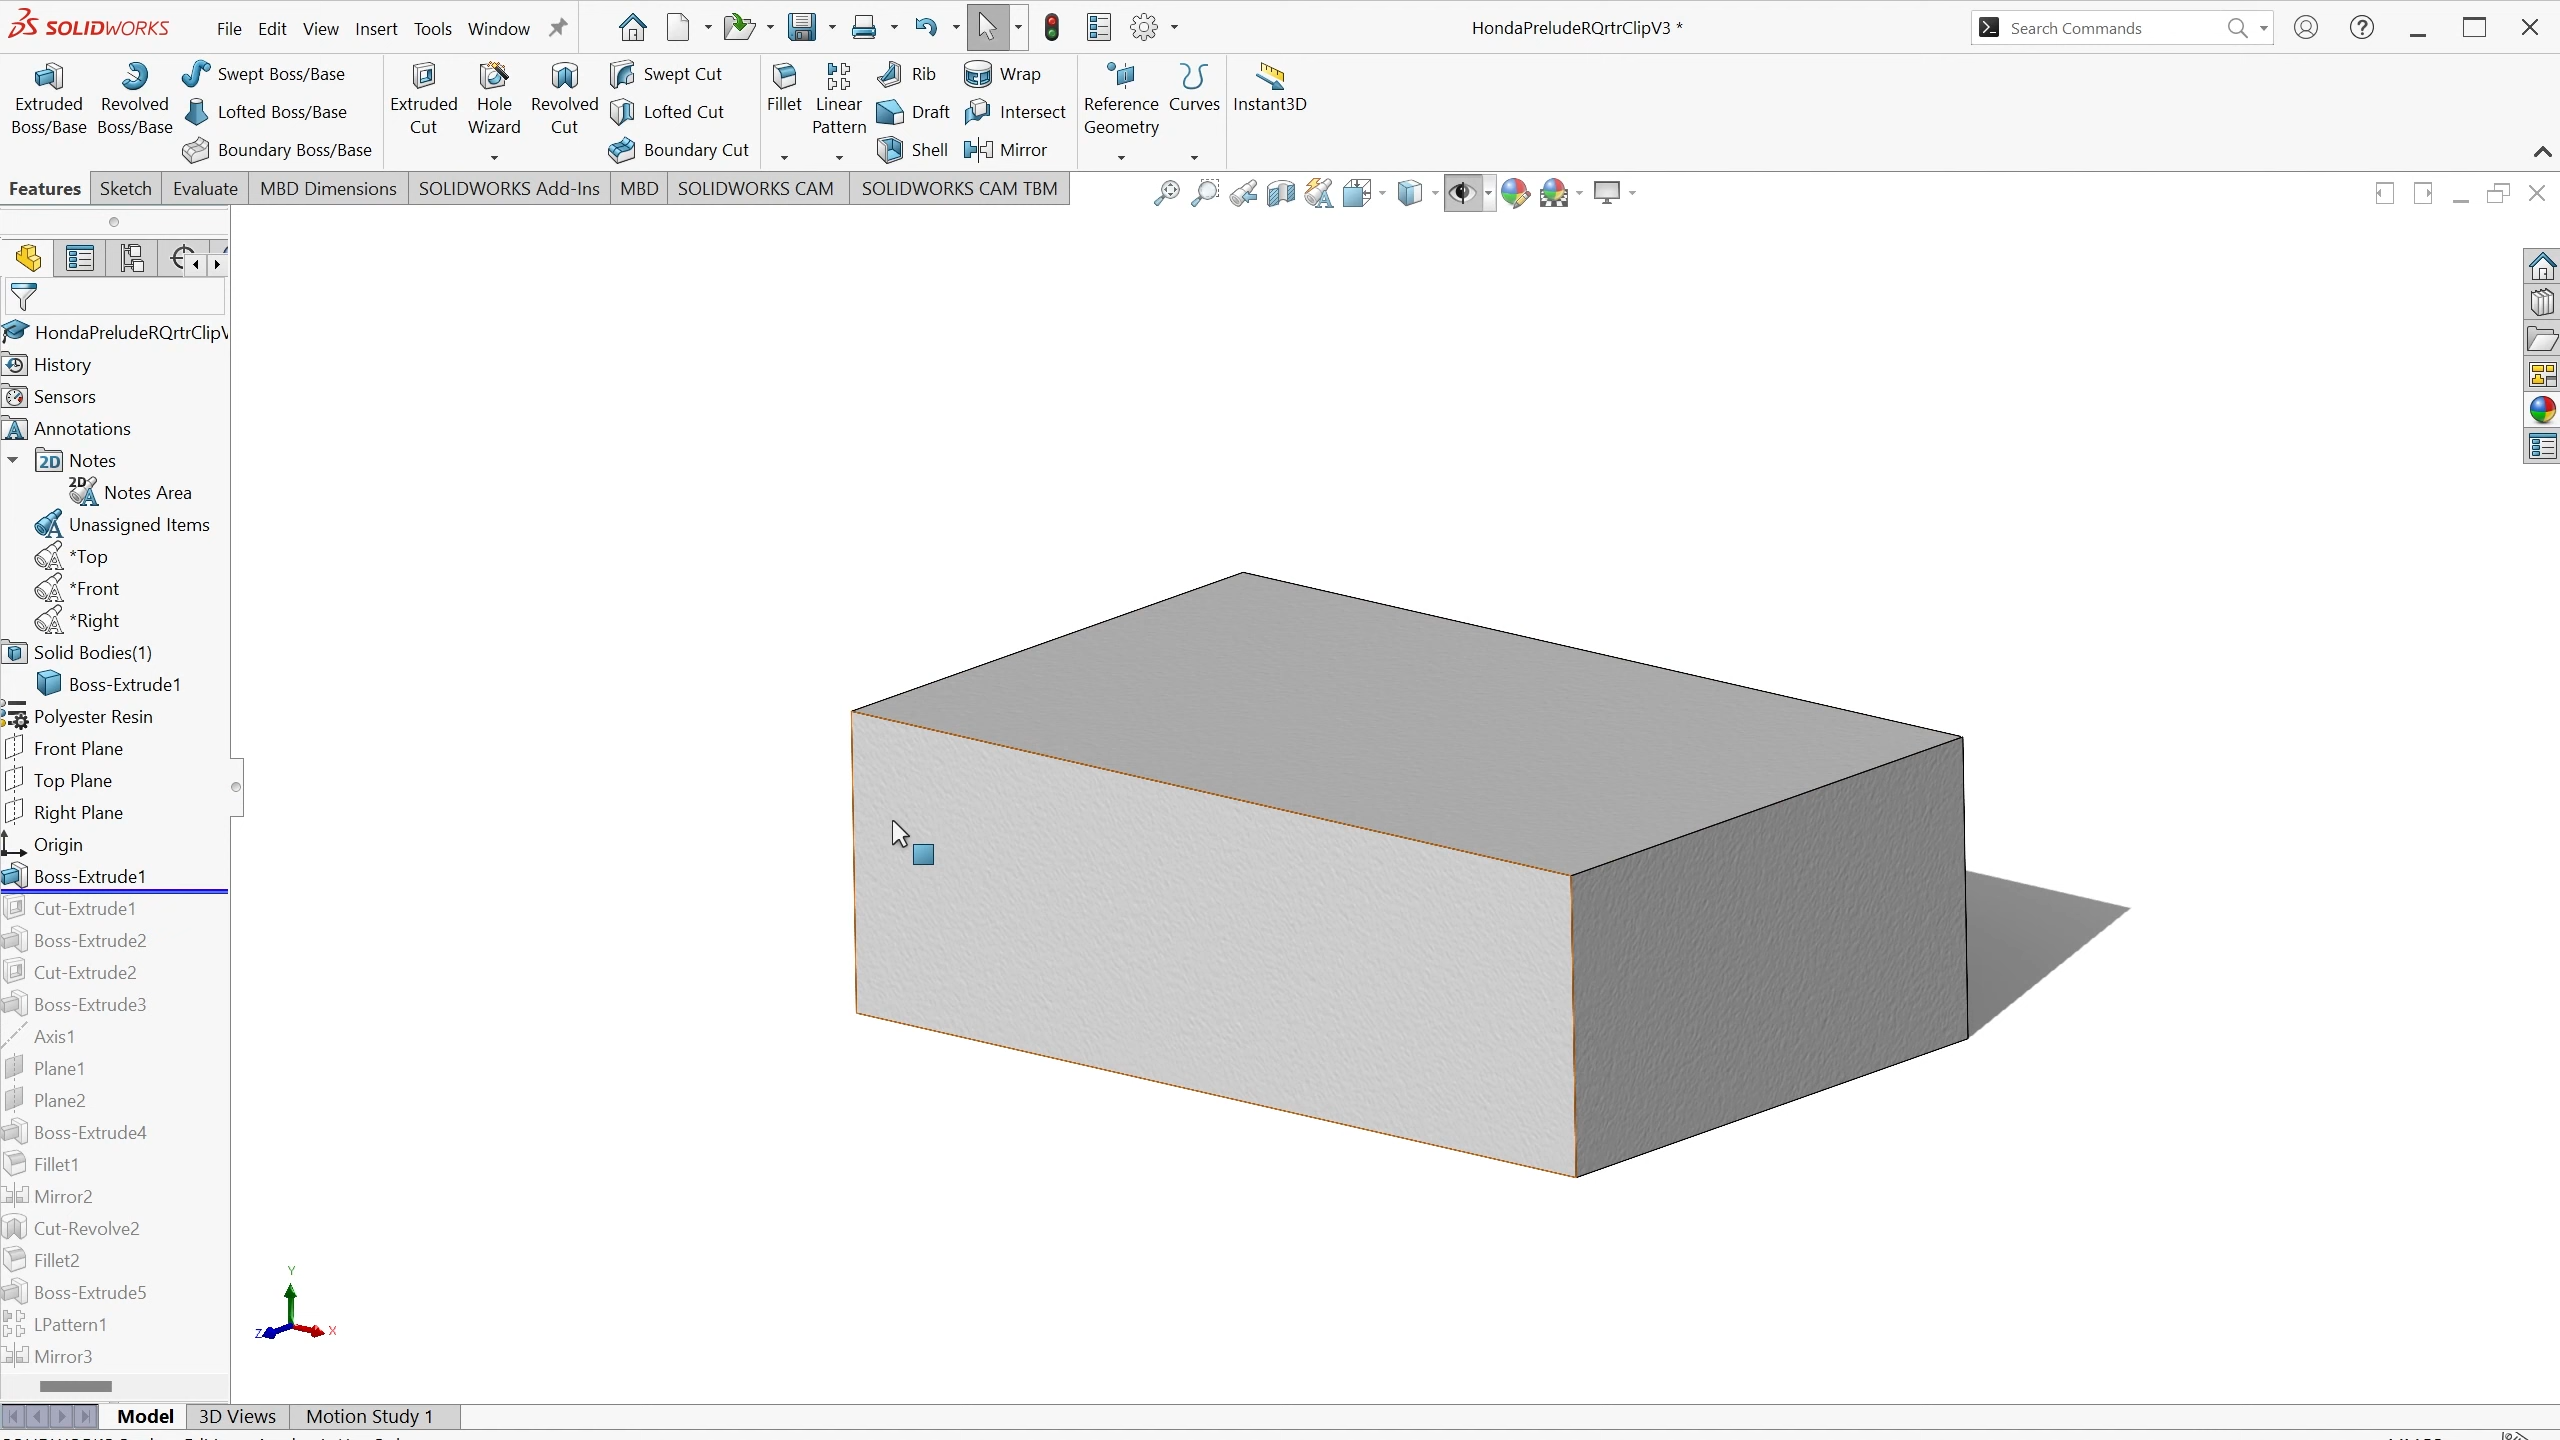 SOLIDWORKS
File Edit View Insert Tools Window
HondaPreludeRQrtrClipV3 *
Search Commands
Extruded Boss/Base
Revolved Boss/Base
Swept Boss/Base
Lofted Boss/Base
Boundary Boss/Base
Extruded Cut
Hole Wizard
Revolved Cut
Swept Cut
Lofted Cut
Boundary Cut
Fillet
Linear Pattern
Rib
Draft
Shell
Wrap
Intersect
Mirror
Reference Geometry
Curves
Instant3D
Features Sketch Evaluate MBD Dimensions SOLIDWORKS Add-Ins MBD SOLIDWORKS CAM SOLIDWORKS CAM TBM
HondaPreludeRQrtrClipV
History
Sensors
Annotations
2D Notes
2D Notes Area
Unassigned Items
*Top
*Front
*Right
Solid Bodies(1)
Boss-Extrude1
Polyester Resin
Front Plane
Top Plane
Right Plane
Origin
Boss-Extrude1
Cut-Extrude1
Boss-Extrude2
Cut-Extrude2
Boss-Extrude3
Axis1
Plane1
Plane2
Boss-Extrude4
Fillet1
Mirror2
Cut-Revolve2
Fillet2
Boss-Extrude5
LPattern1
Mirror3
Y
Z
X
Model 3D Views Motion Study 1